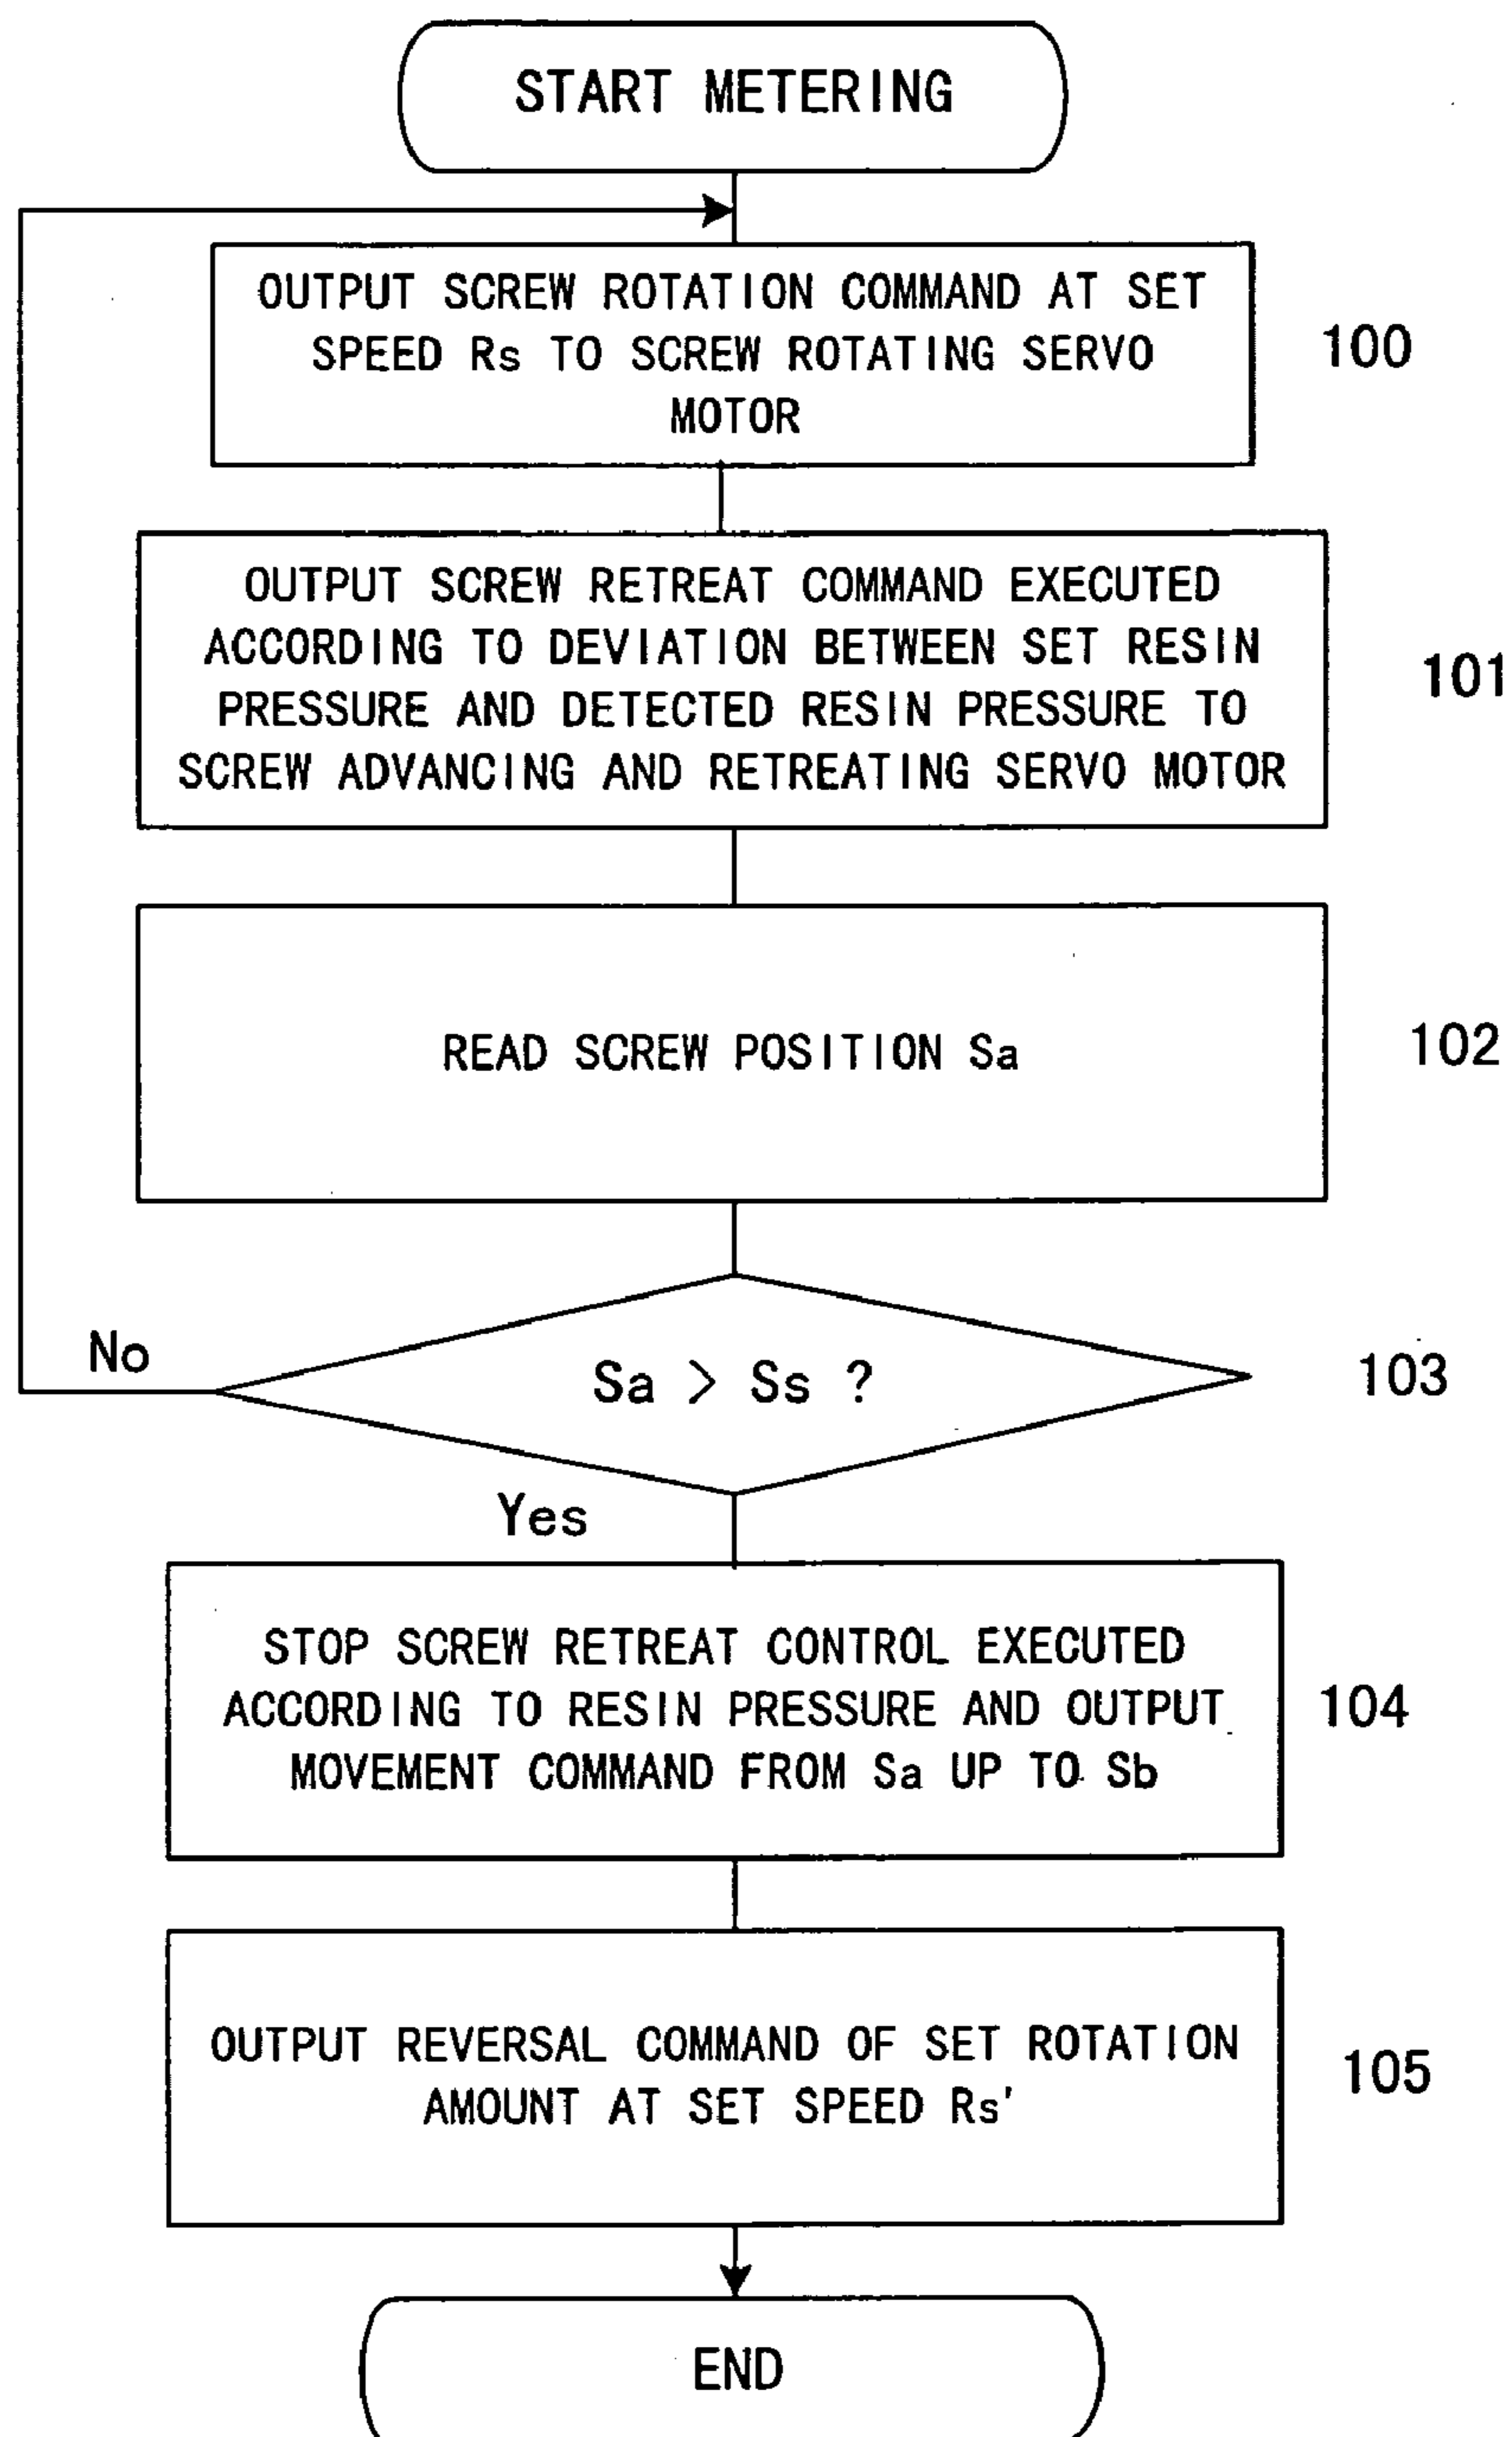 START METERING
OUTPUT SCREW ROTATION COMMAND AT SET
SPEED Rs TO SCREW ROTATING SERVO
MOTOR
100
OUTPUT SCREW RETREAT COMMAND EXECUTED
ACCORDING TO DEVIATION BETWEEN SET RESIN
PRESSURE AND DETECTED RESIN PRESSURE TO
SCREW ADVANCING AND RETREATING SERVO MOTOR
101
READ SCREW POSITION Sa
102
No
Sa > Ss ?
103
Yes
STOP SCREW RETREAT CONTROL EXECUTED
ACCORDING TO RESIN PRESSURE AND OUTPUT
MOVEMENT COMMAND FROM Sa UP TO Sb
104
OUTPUT REVERSAL COMMAND OF SET ROTATION
AMOUNT AT SET SPEED Rs'
105
END